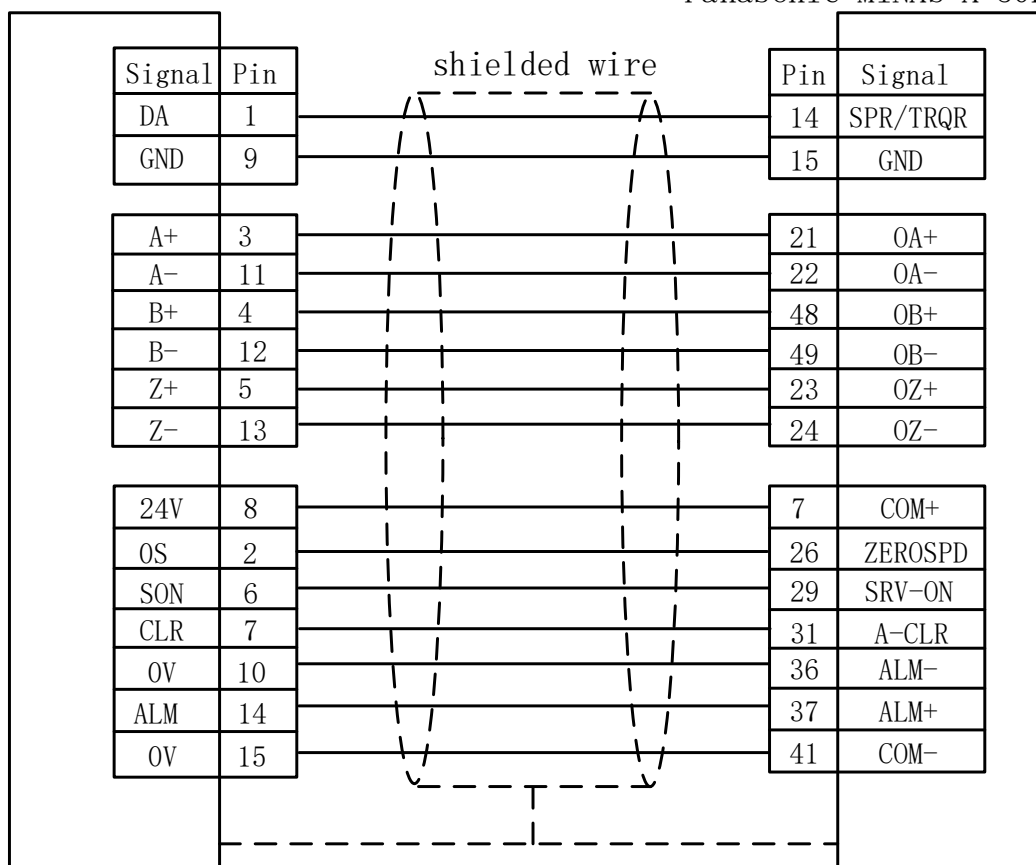 Signal Pin shielded wire Pin Signal
DA 1 14 SPR/TRQR
GND 9 15 GND
A+ 3 21 OA+
A- 11 22 OA-
B+ 4 48 OB+
B- 12 49 OB-
Z+ 5 23 OZ+
Z- 13 24 OZ-
24V 8 7 COM+
OS 2 26 ZEROSPD
SON 6 29 SRV-ON
CLR 7 31 A-CLR
0V 10 36 ALM-
ALM 14 37 ALM+
0V 15 41 COM-